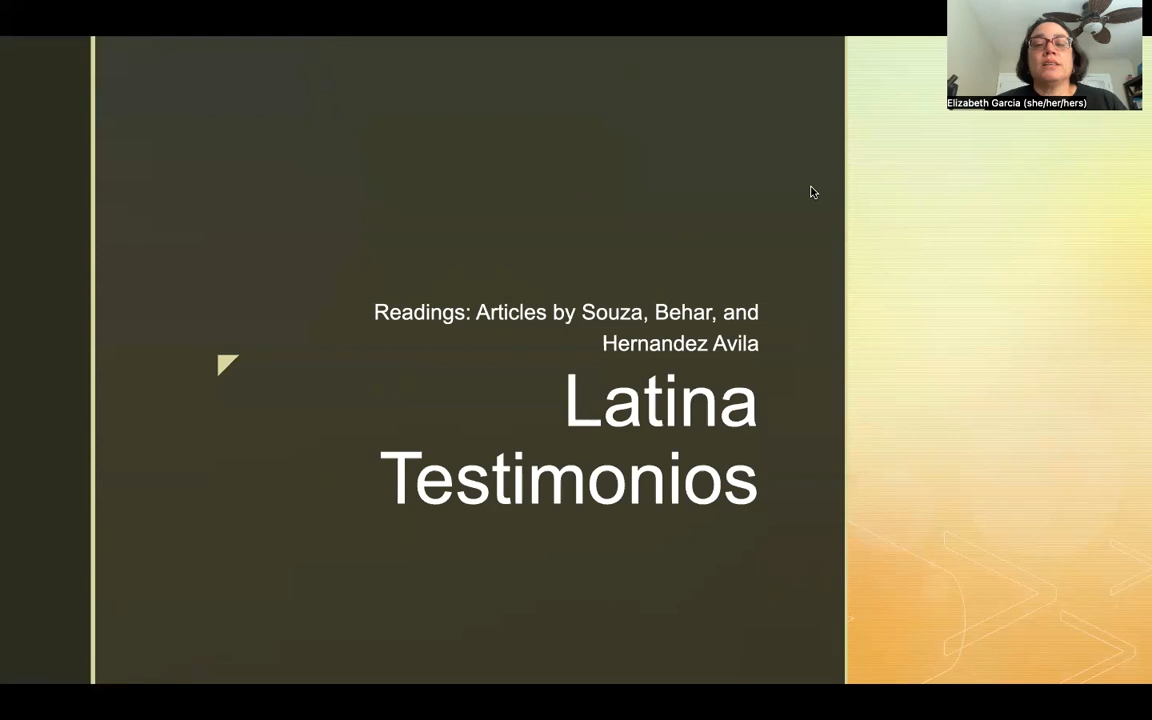 Elizabeth Garcia (she/her/hers)
Readings: Articles by Souza, Behar, and
Hernandez Avila
Latina
Testimonios